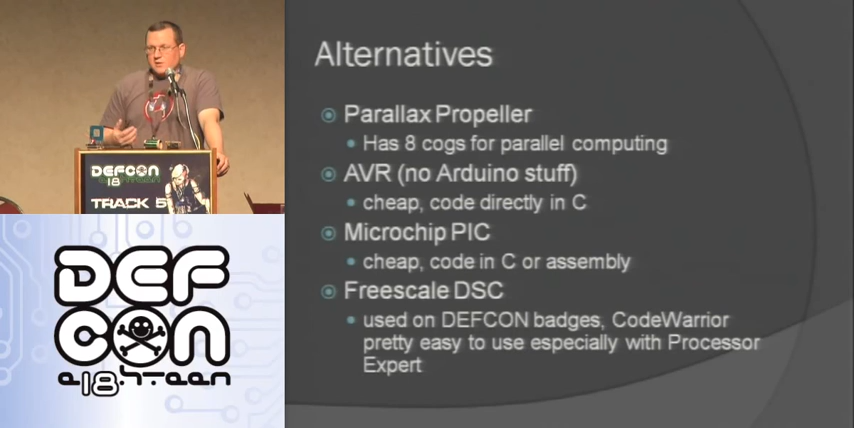 DEFCON
18
TRACK 5
DEF
CON
e18hteen
Alternatives
Parallax Propeller
Has 8 cogs for parallel computing
AVR (no Arduino stuff)
cheap, code directly in C
Microchip PIC
cheap, code in C or assembly
Freescale DSC
used on DEFCON badges, CodeWarrior
pretty easy to use especially with Processor
Expert